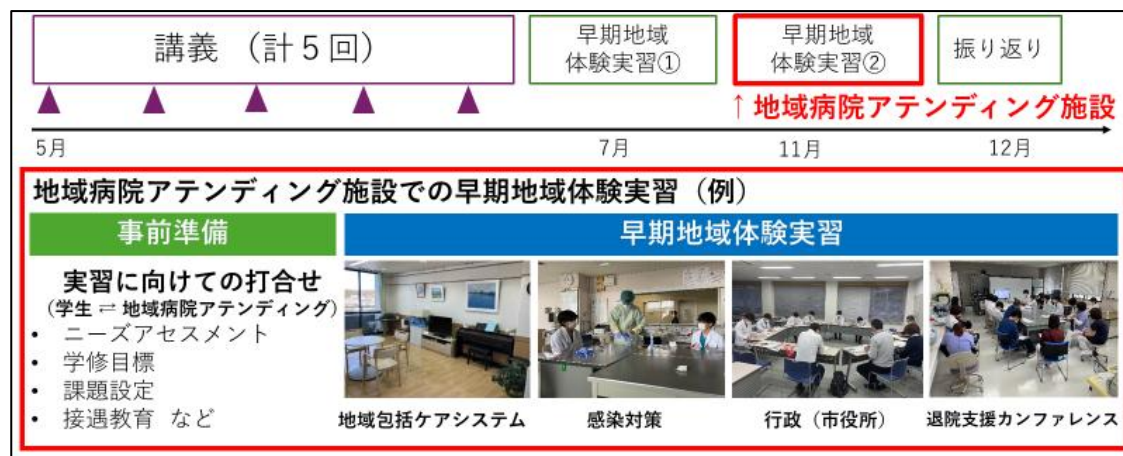 講義 （計５回）
早期地域
体験実習①
早期地域
体験実習②
振り返り
↑ 地域病院アテンディング施設
5月
7月
11月
12月
地域病院アテンディング施設での早期地域体験実習（例）
事前準備
早期地域体験実習
実習に向けての打合せ
(学生 ⇌ 地域病院アテンディング)
• ニーズアセスメント
• 学修目標
• 課題設定
• 接遇教育 など
地域包括ケアシステム
感染対策
行政（市役所）
退院支援カンファレンス